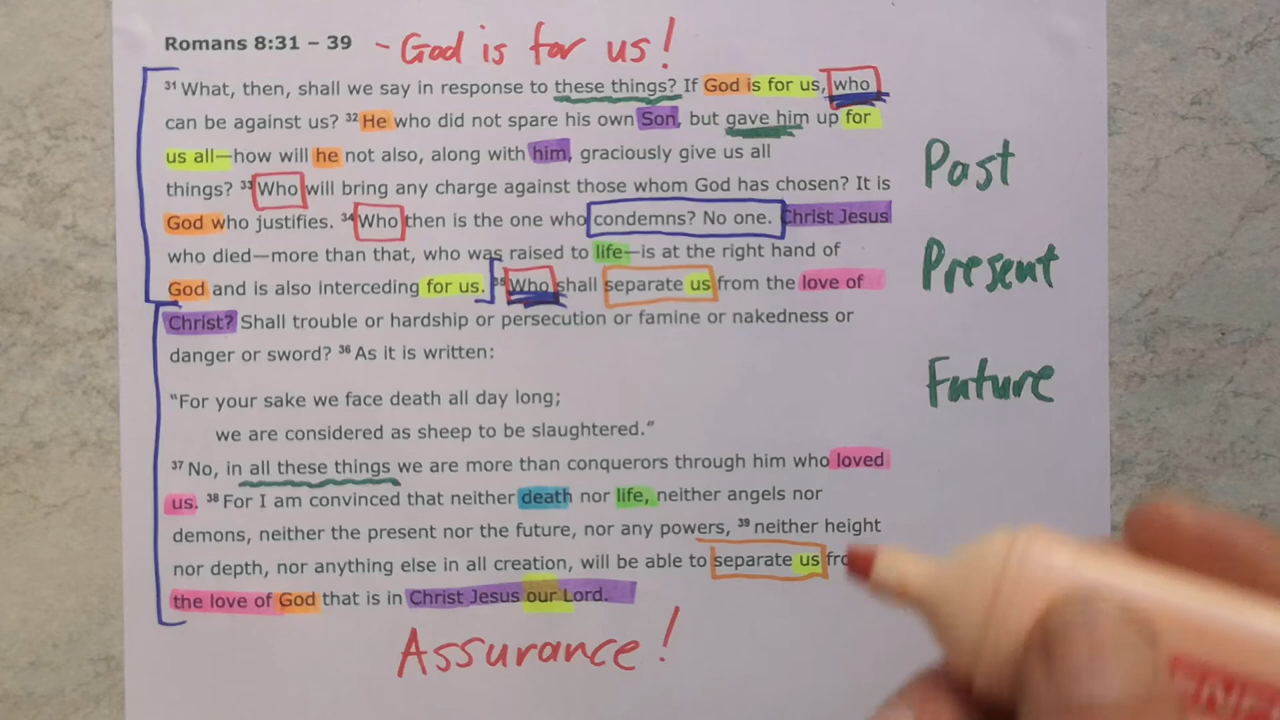 Romans 8:31 – 39 - God is for us!
³¹ What, then, shall we say in response to these things? If God is for us, who
can be against us? ³² He who did not spare his own Son, but gave him up for
us all—how will he not also, along with him, graciously give us all
things? ³³ Who will bring any charge against those whom God has chosen? It is
God who justifies. ³⁴ Who then is the one who condemns? No one. Christ Jesus
who died—more than that, who was raised to life—is at the right hand of
God and is also interceding for us. ³⁵ Who shall separate us from the love of
Christ? Shall trouble or hardship or persecution or famine or nakedness or
danger or sword? ³⁶ As it is written:
“For your sake we face death all day long;
we are considered as sheep to be slaughtered.”
³⁷ No, in all these things we are more than conquerors through him who loved
us. ³⁸ For I am convinced that neither death nor life, neither angels nor
demons, neither the present nor the future, nor any powers, ³⁹ neither height
nor depth, nor anything else in all creation, will be able to separate us
the love of God that is in Christ Jesus our Lord.
Assurance!
Past
Present
Future